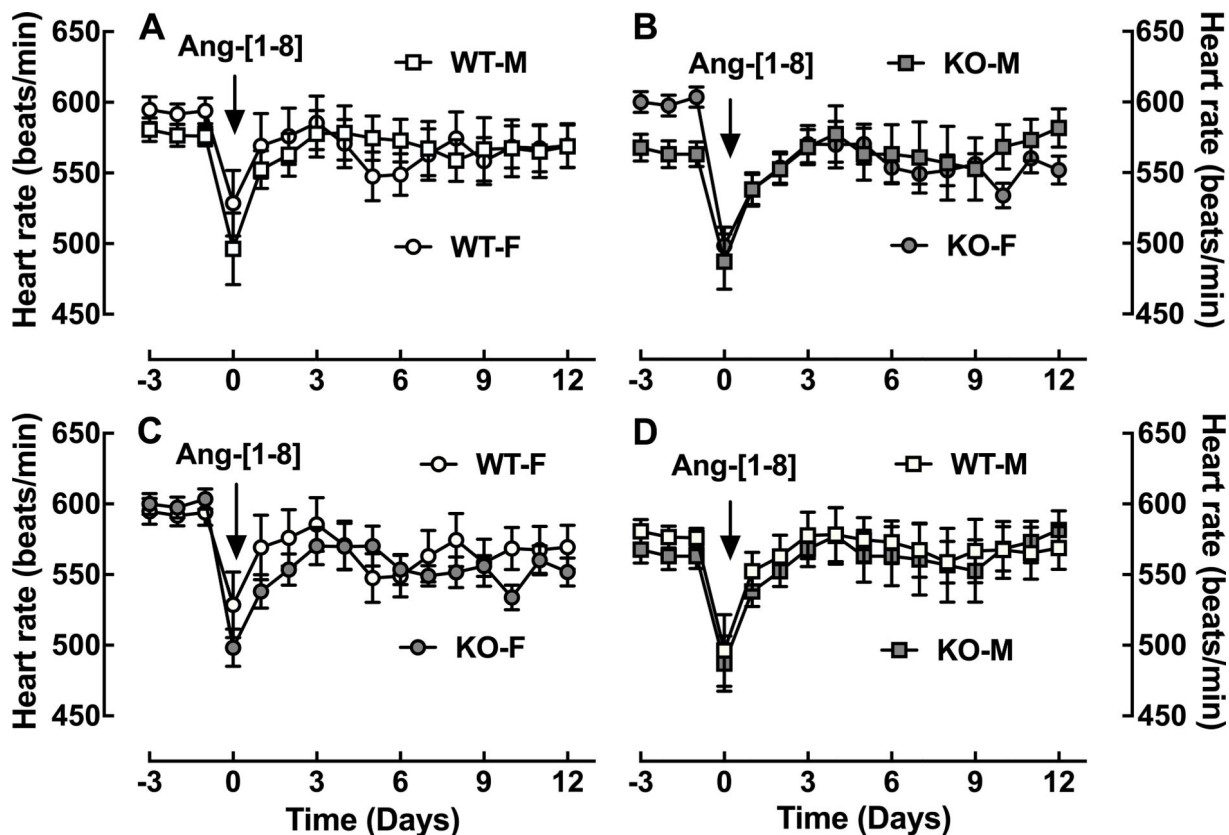 A
Ang-[1-8]
WT-M
WT-F
Heart rate (beats/min)
650
600
550
500
450
-3 0 3 6 9 12
B
Ang-[1-8]
KO-M
KO-F
Heart rate (beats/min)
650
600
550
500
450
-3 0 3 6 9 12
C
Ang-[1-8]
WT-F
KO-F
Heart rate (beats/min)
650
600
550
500
450
-3 0 3 6 9 12
Time (Days)
D
Ang-[1-8]
WT-M
KO-M
Heart rate (beats/min)
650
600
550
500
450
-3 0 3 6 9 12
Time (Days)